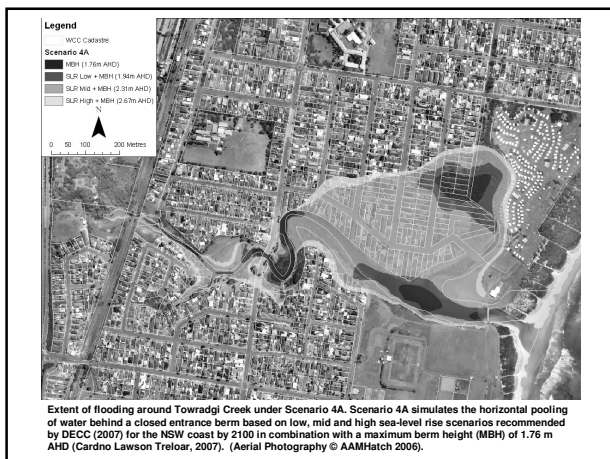 Legend
WCC Cadastre
Scenario 4A
MBH (1.76m AHD)
SLR Low + MBH (1.94m AHD)
SLR Mid + MBH (2.31m AHD)
SLR High + MBH (2.67m AHD)
N
0 50 100 200 Metres
Extent of flooding around Towradgi Creek under Scenario 4A. Scenario 4A simulates the horizontal pooling
of water behind a closed entrance berm based on low, mid and high sea-level rise scenarios recommended
by DECC (2007) for the NSW coast by 2100 in combination with a maximum berm height (MBH) of 1.76 m
AHD (Cardno Lawson Treloar, 2007). (Aerial Photography © AAMHatch 2006).